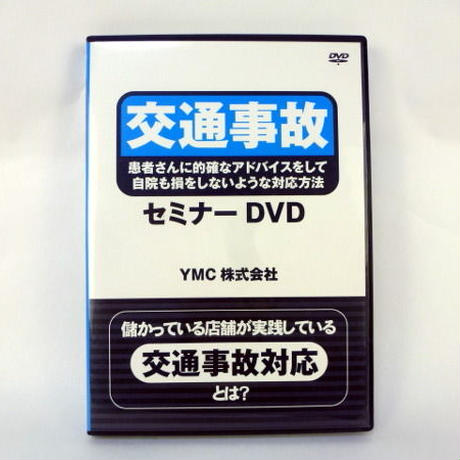 DVD
交通事故
患者さんに的確なアドバイスをして
自院も損をしないような対応方法
セミナー DVD
YMC 株式会社
儲かっている店舗が実践している
交通事故対応
とは?